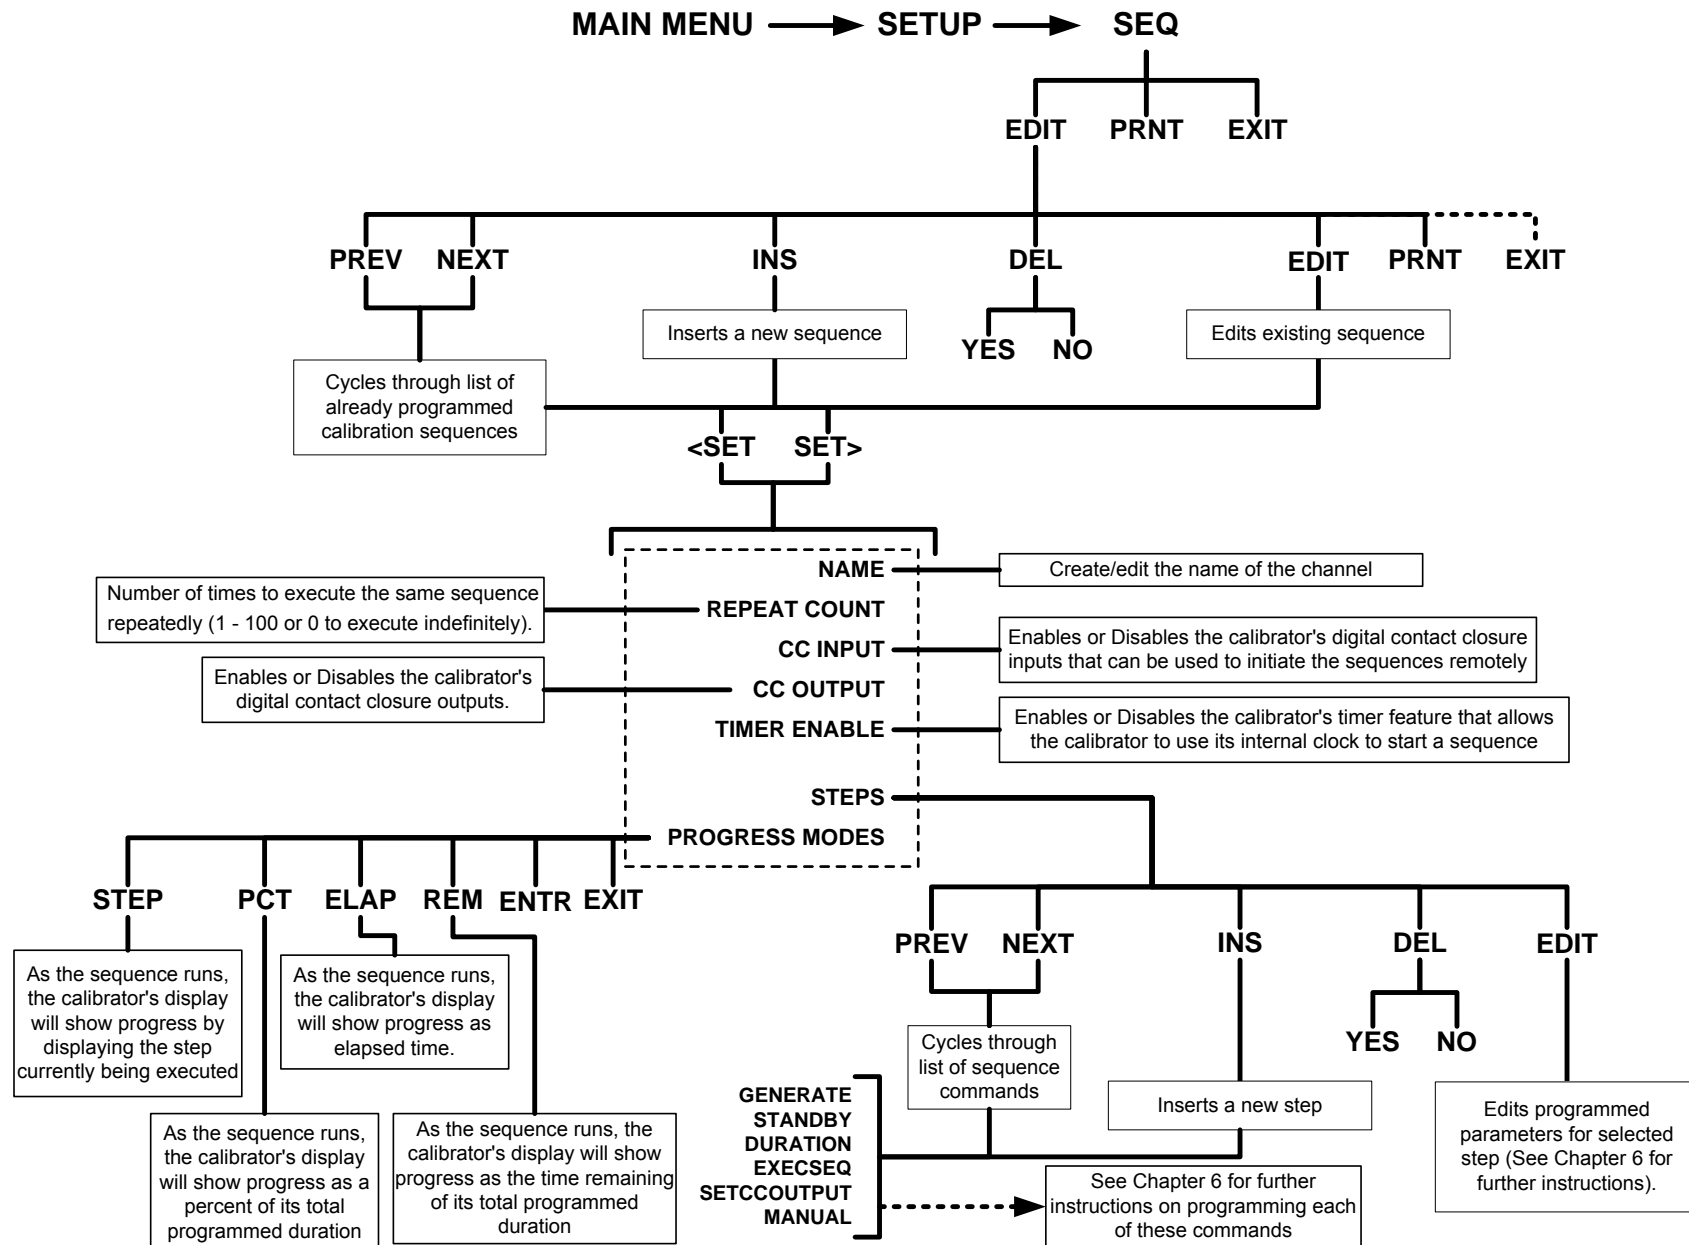 MAIN MENU SETUP SEQ
EDIT PRNT EXIT
PREV NEXT INS DEL EDIT PRNT EXIT
Inserts a new sequence
YES NO
Edits existing sequence
Cycles through list of
already programmed
calibration sequences
<SET SET>
NAME
Create/edit the name of the channel
Number of times to execute the same sequence
repeatedly (1 - 100 or 0 to execute indefinitely).
REPEAT COUNT
CC INPUT
Enables or Disables the calibrator's digital contact closure
inputs that can be used to initiate the sequences remotely
Enables or Disables the calibrator's
digital contact closure outputs.
CC OUTPUT
TIMER ENABLE
Enables or Disables the calibrator's timer feature that allows
the calibrator to use its internal clock to start a sequence
STEPS
PROGRESS MODES
STEP PCT ELAP REM ENTR EXIT
As the sequence runs,
the calibrator's display
will show progress by
displaying the step
currently being executed
As the sequence runs,
the calibrator's display
will show progress as
elapsed time.
As the sequence runs,
the calibrator's display
will show progress as a
percent of its total
programmed duration
As the sequence runs, the
calibrator's display will show
progress as the time remaining
of its total programmed
duration
PREV NEXT INS DEL EDIT
YES NO
Cycles through
list of sequence
commands
Inserts a new step
Edits programmed
parameters for selected
step (See Chapter 6 for
further instructions).
GENERATE
STANDBY
DURATION
EXECSEQ
SETCCOUTPUT
MANUAL
See Chapter 6 for further
instructions on programming each
of these commands